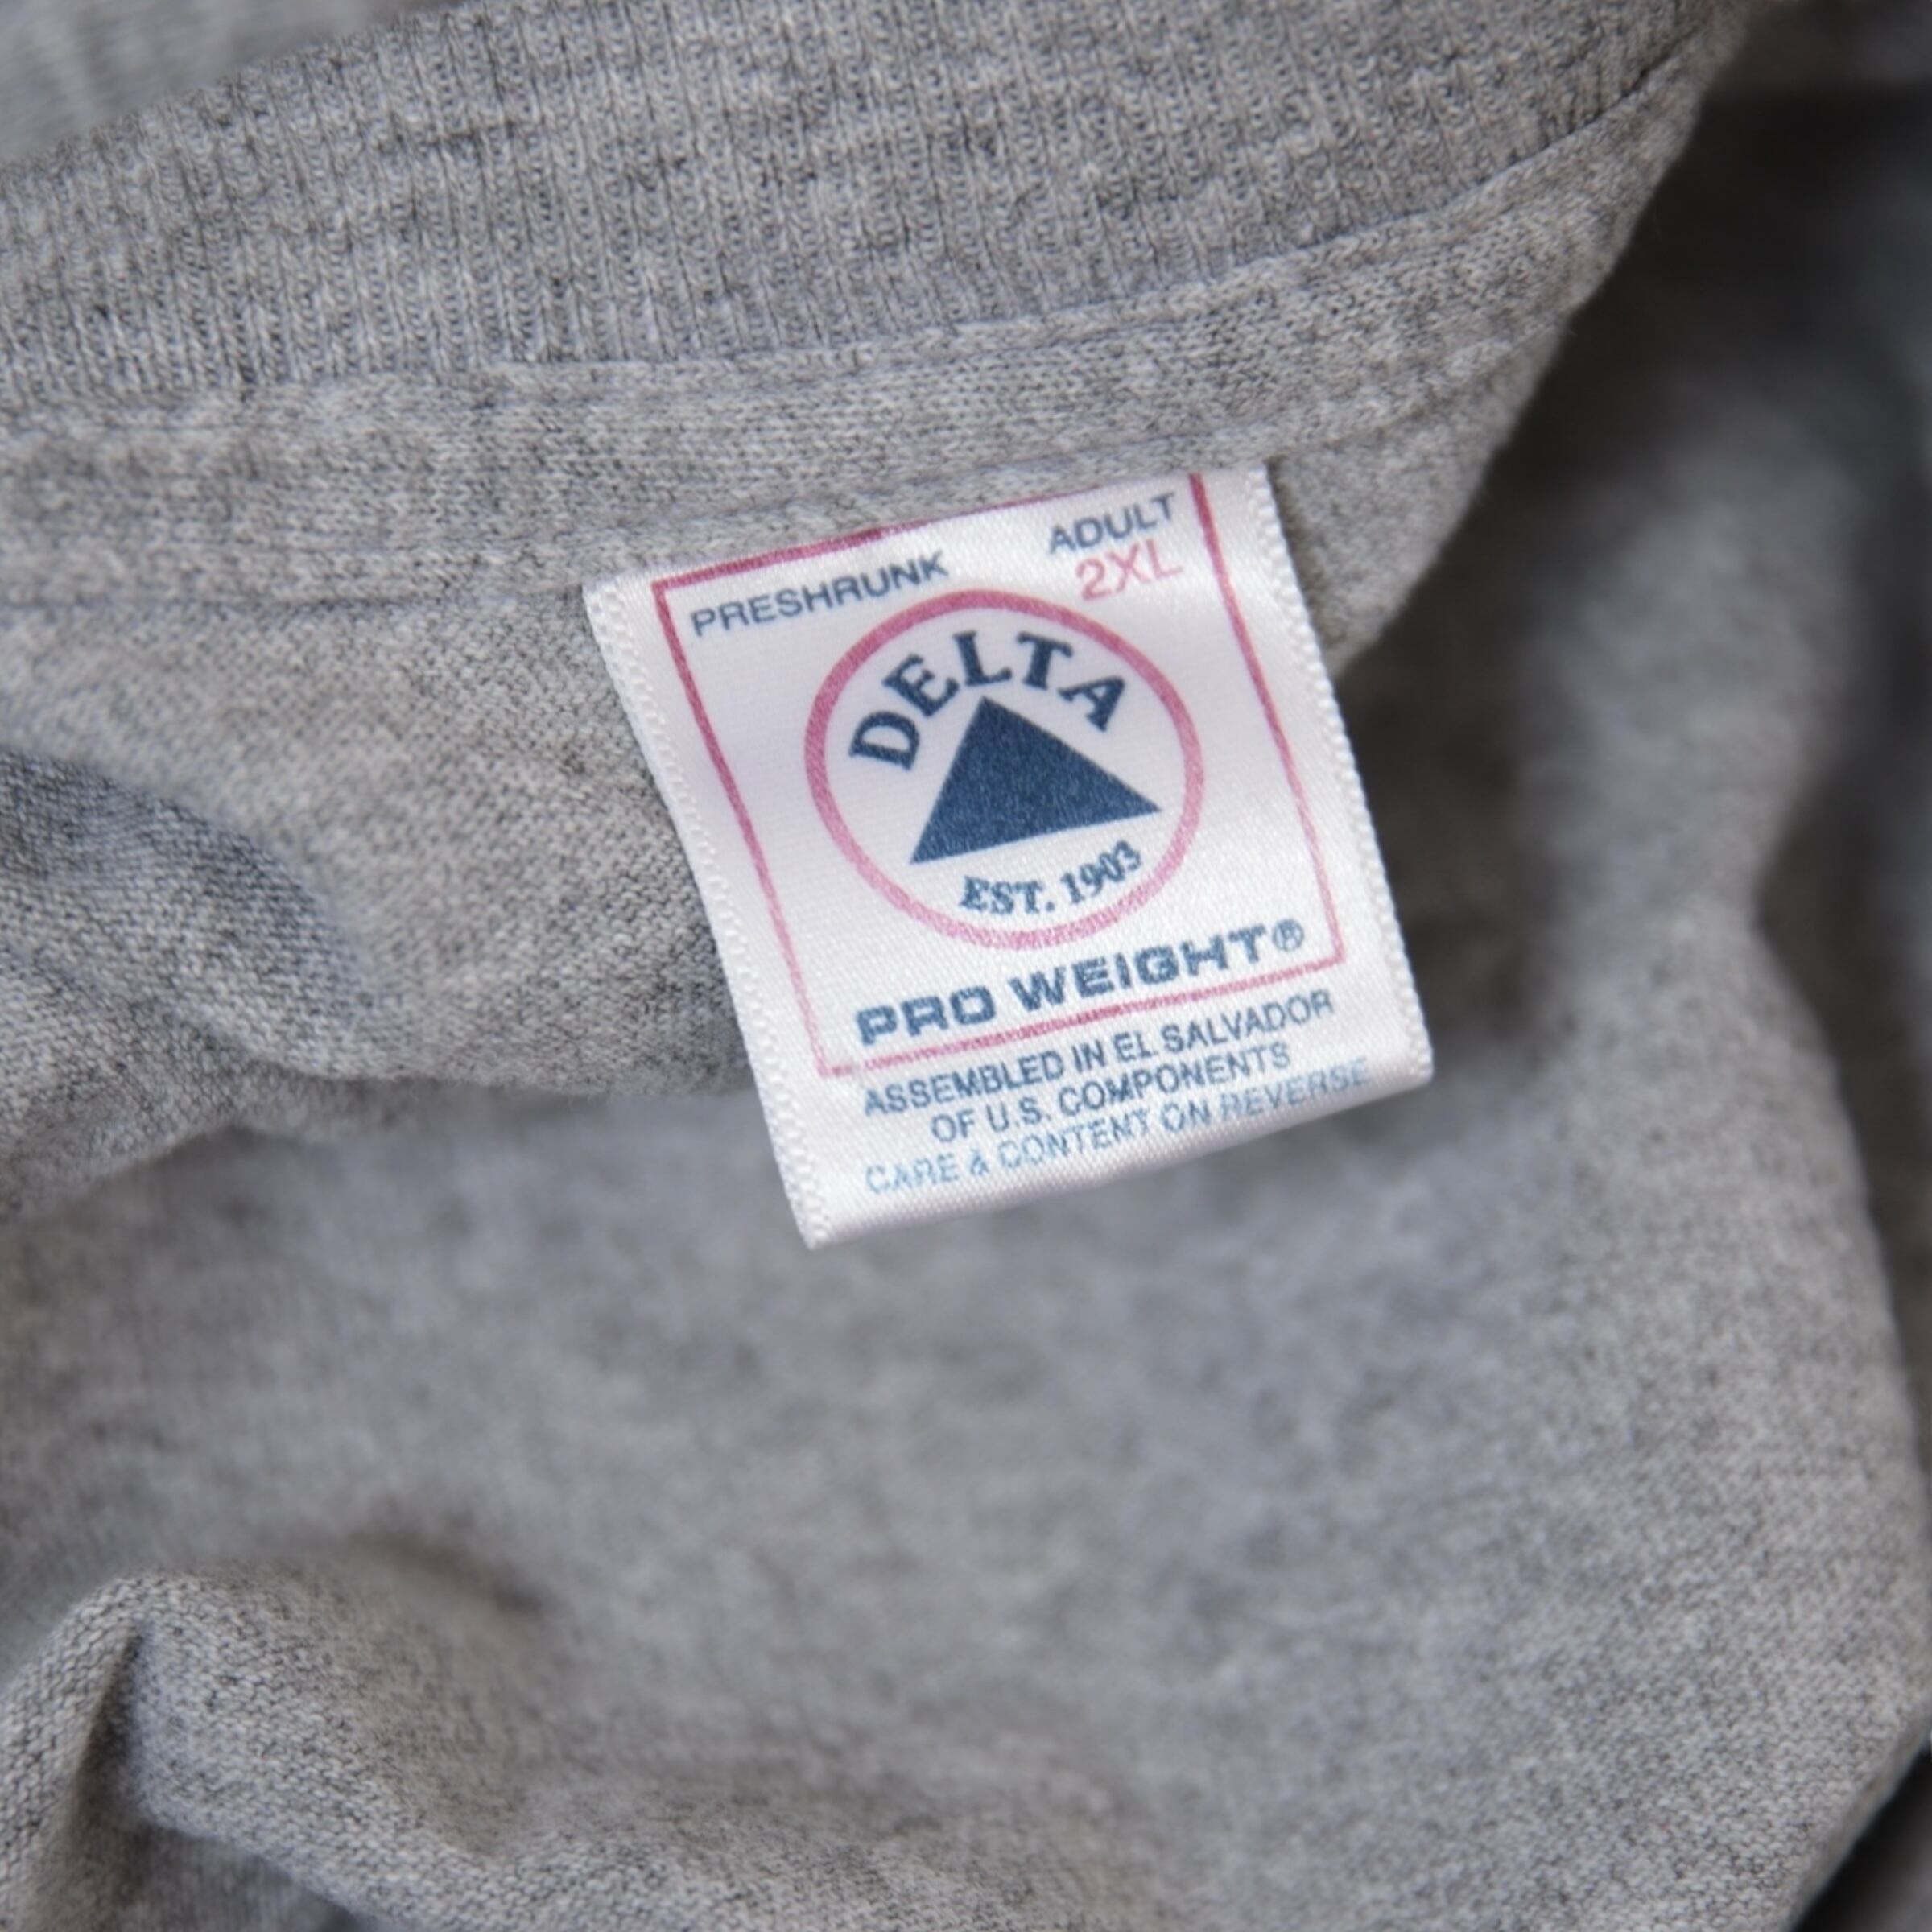 PRESHRUNK
ADULT
2XL
DELTA
EST. 1903
PRO WEIGHT®
ASSEMBLED IN EL SALVADOR
OF U.S. COMPONENTS
CARE & CONTENT ON REVERSE